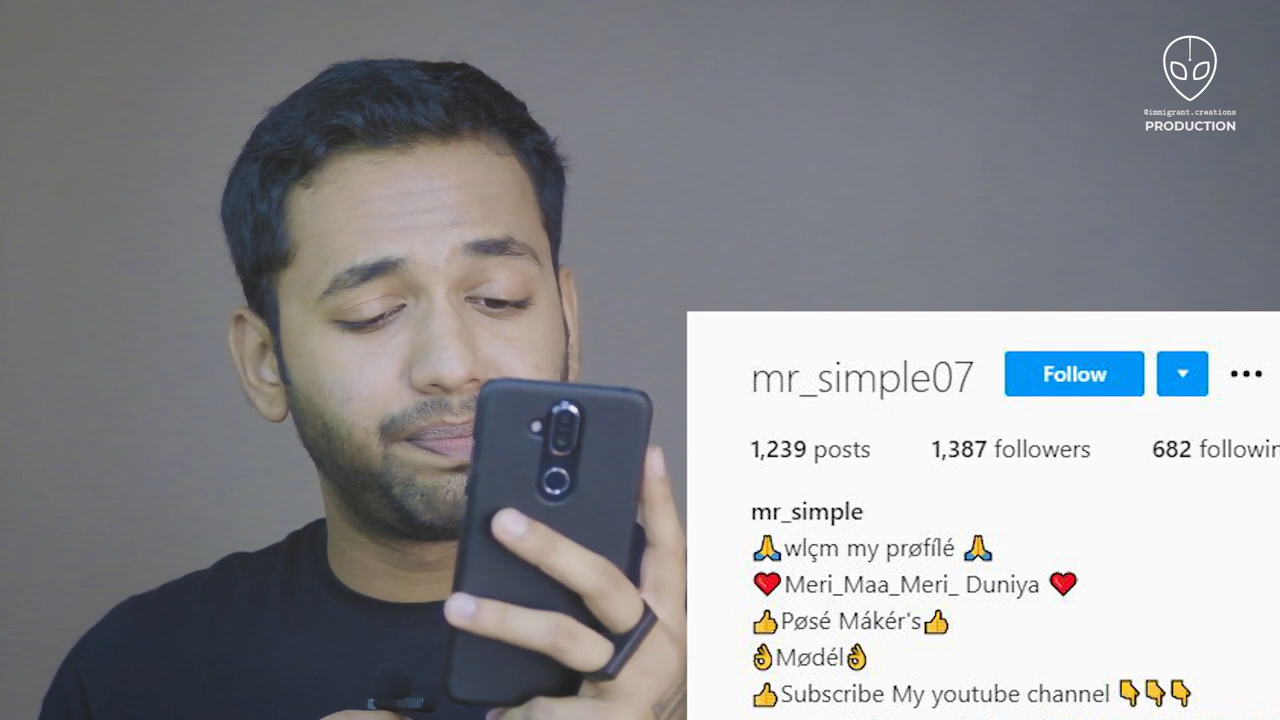 ©immigrant.creations
PRODUCTION
mr_simple07 Follow
1,239 posts 1,387 followers 682 followin
mr_simple
🙏wlçm my prøfílé 🙏
❤️Meri_Maa_Meri_ Duniya ❤️
👍Pøsé Mákér's👍
👌Mødél👌
👍Subscribe My youtube channel 👇👇👇